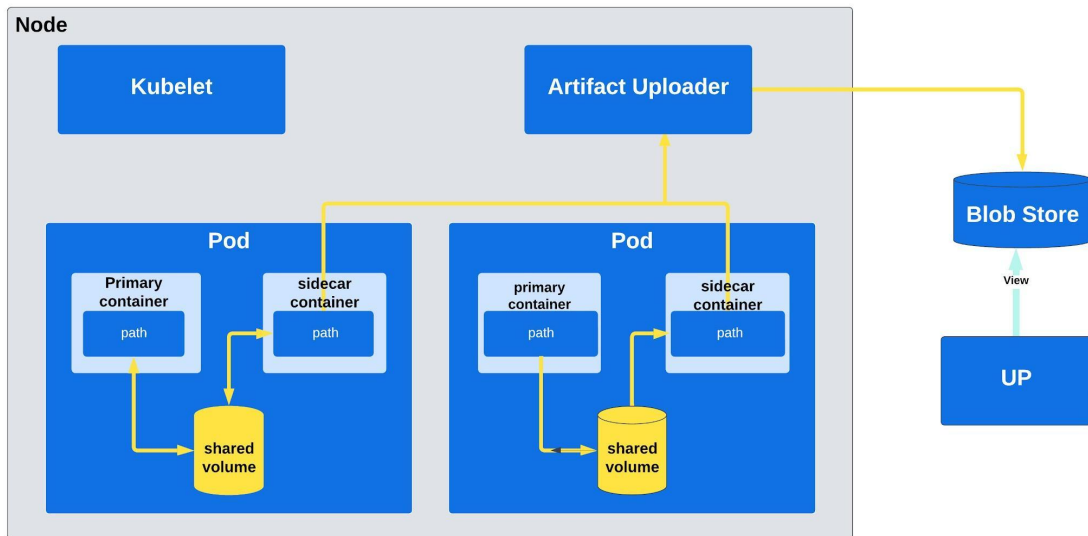 Node
Kubelet
Artifact Uploader
Blob Store
View
UP
Pod
Primary
container
path
sidecar
container
path
shared
volume
Pod
primary
container
path
sidecar
container
path
shared
volume